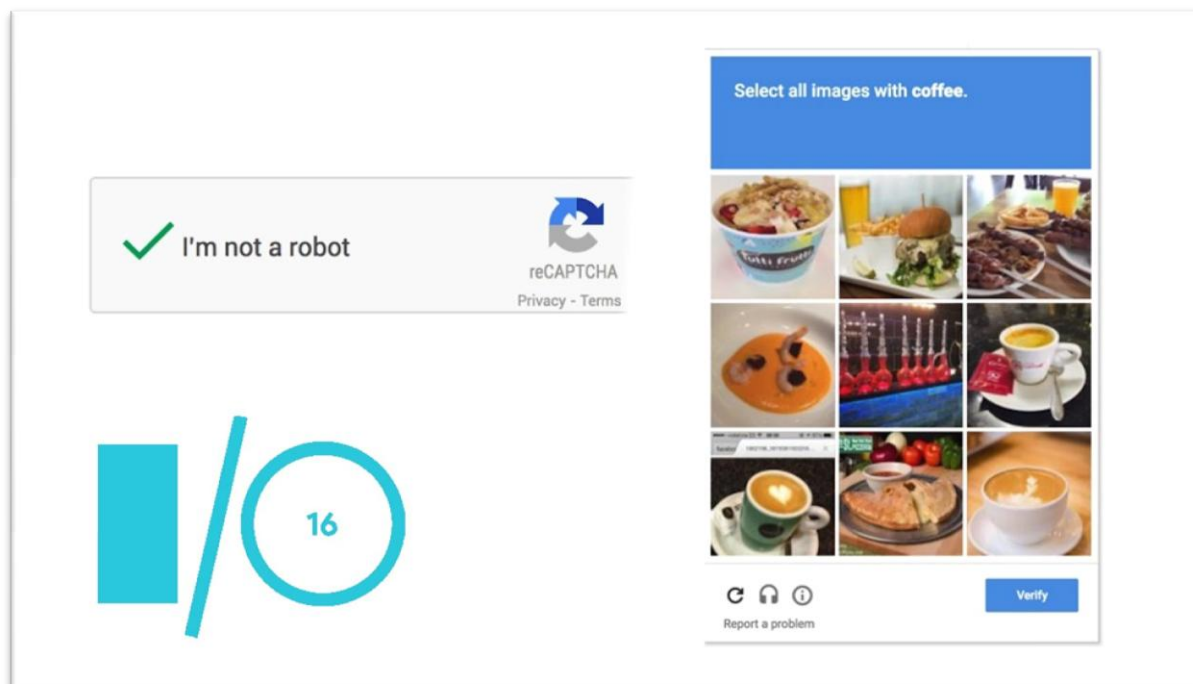 I'm not a robot
reCAPTCHA
Privacy - Terms
16
Select all images with coffee.
Tutti Frutti
Report a problem
Verify